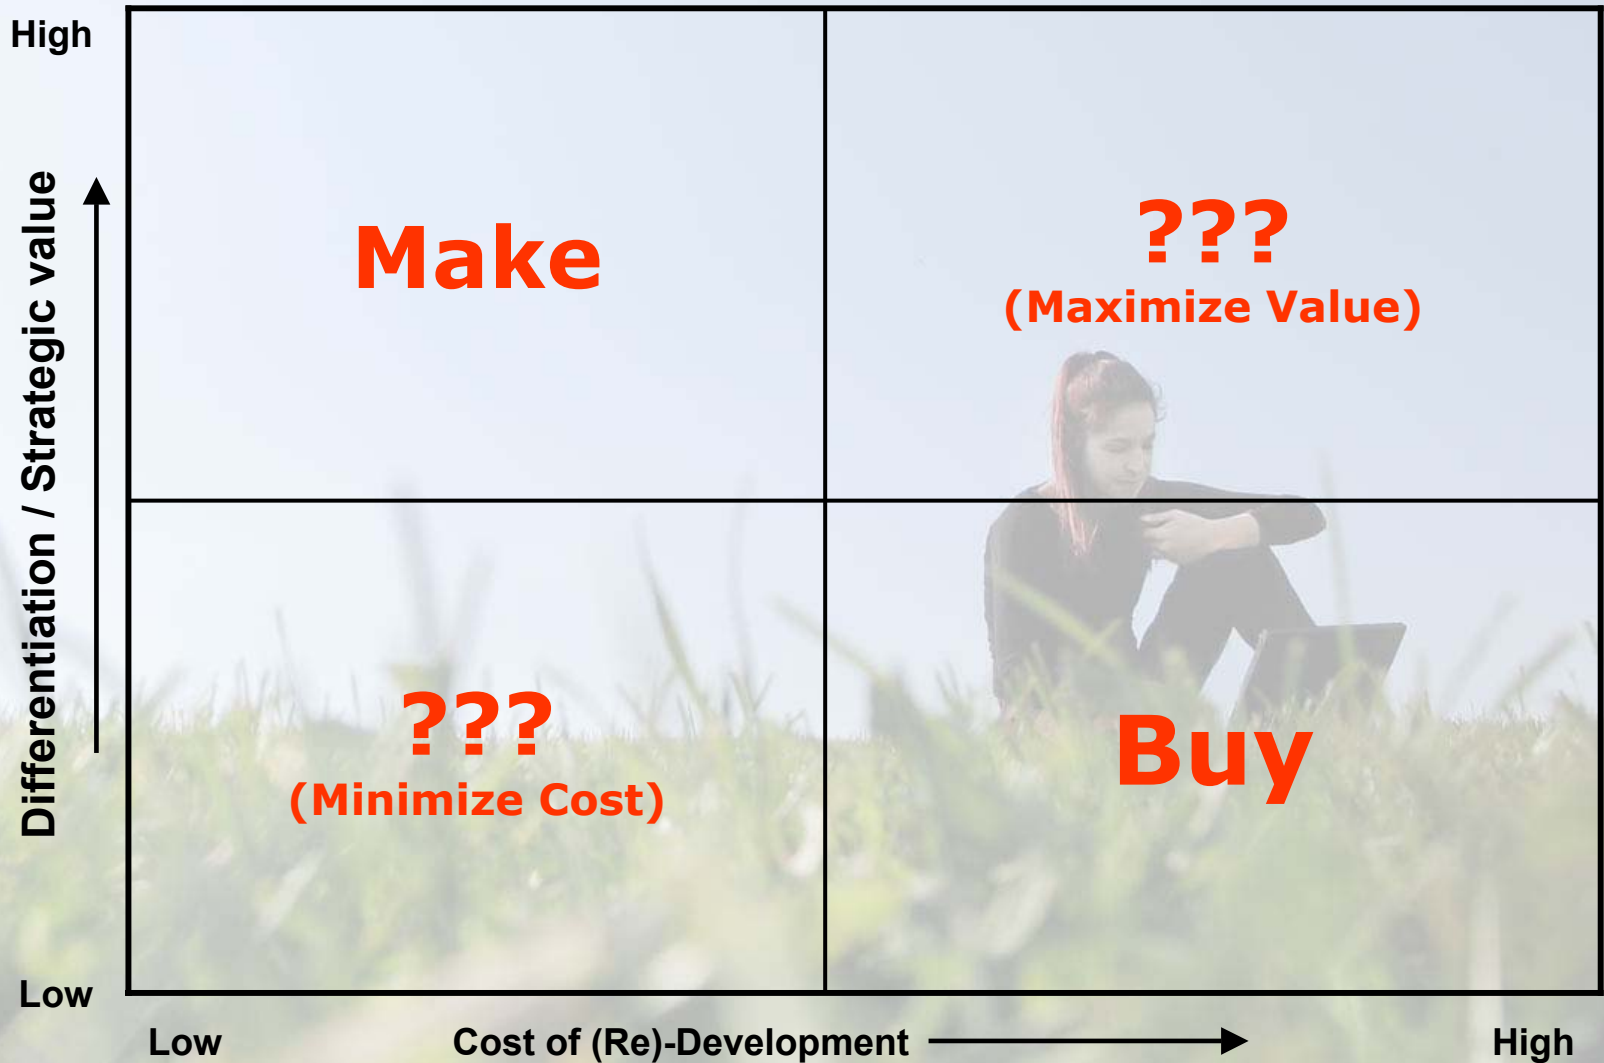 High
Differentiation / Strategic value
Make
???
(Maximize Value)
???
(Minimize Cost)
Buy
Low
Low
Cost of (Re)-Development
High